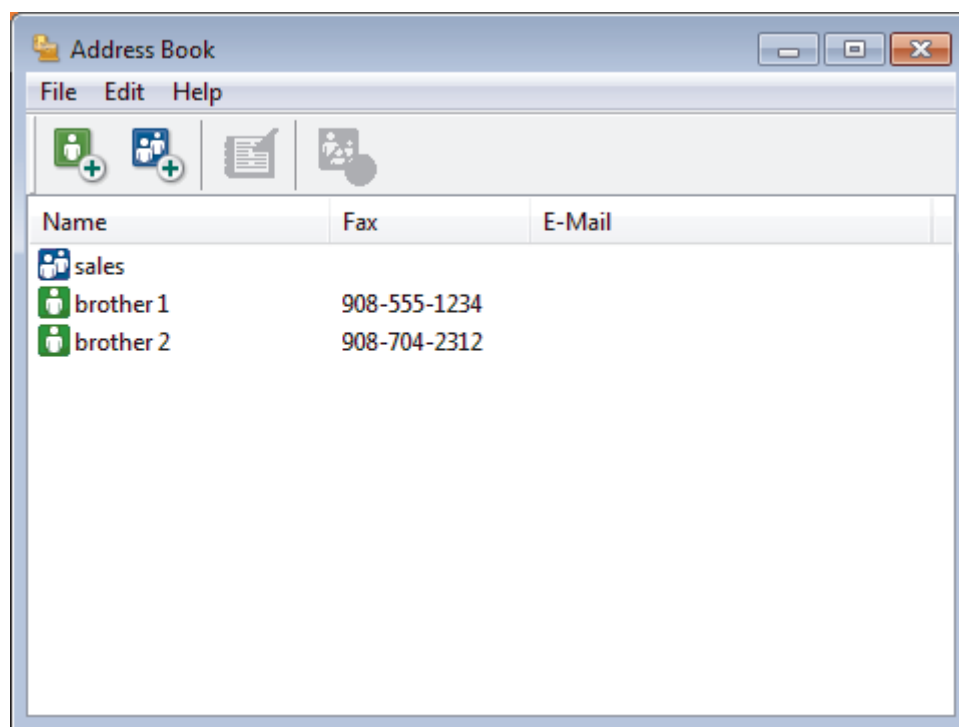 Address Book
File Edit Help
Name Fax E-Mail
sales
brother 1 908-555-1234
brother 2 908-704-2312